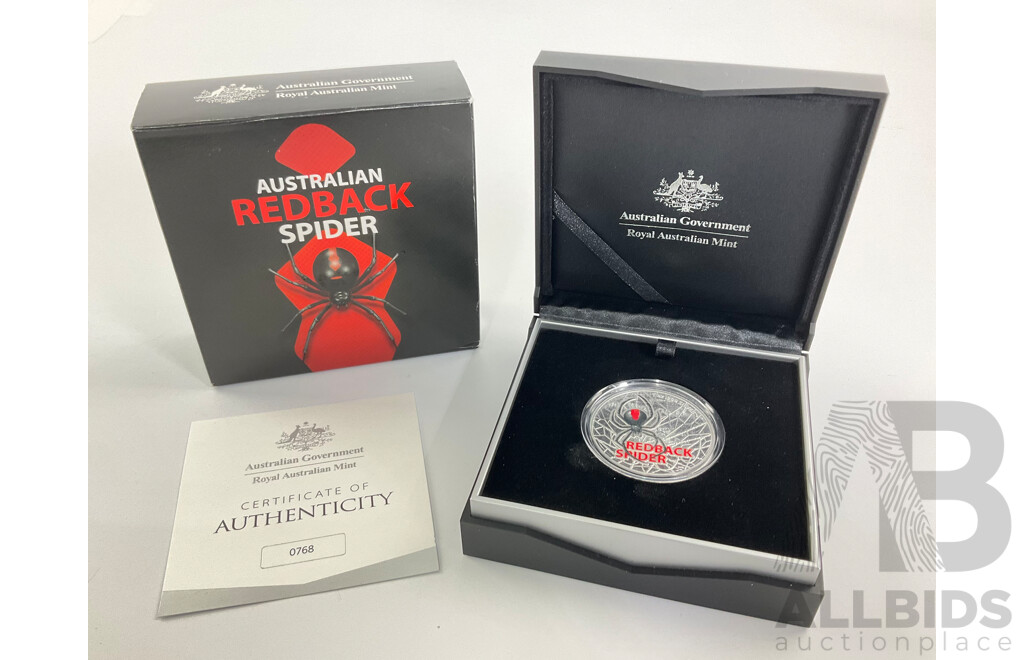 Australian Government
Royal Australian Mint
AUSTRALIAN
REDBACK
SPIDER
Australian Government
Royal Australian Mint
REDBACK
SPIDER
Australian Government
Royal Australian Mint
CERTIFICATE OF
AUTHENTICITY
0768
AB
ALLBIDS
auctionplace